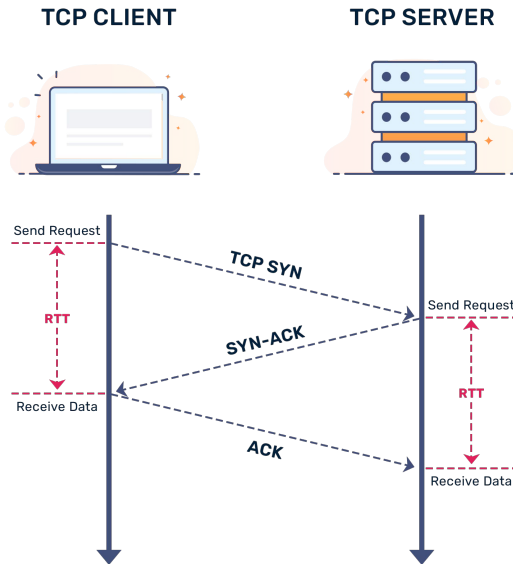 TCP CLIENT
TCP SERVER
Send Request
TCP SYN
Send Request
RTT
SYN-ACK
RTT
Receive Data
ACK
Receive Data